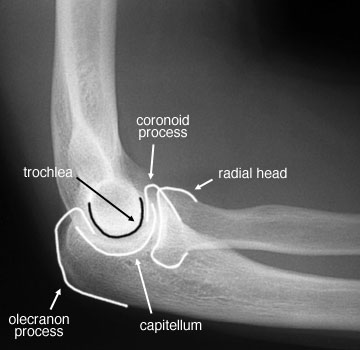 coronoid
process
trochlea
radial head
olecranon
process
capitellum